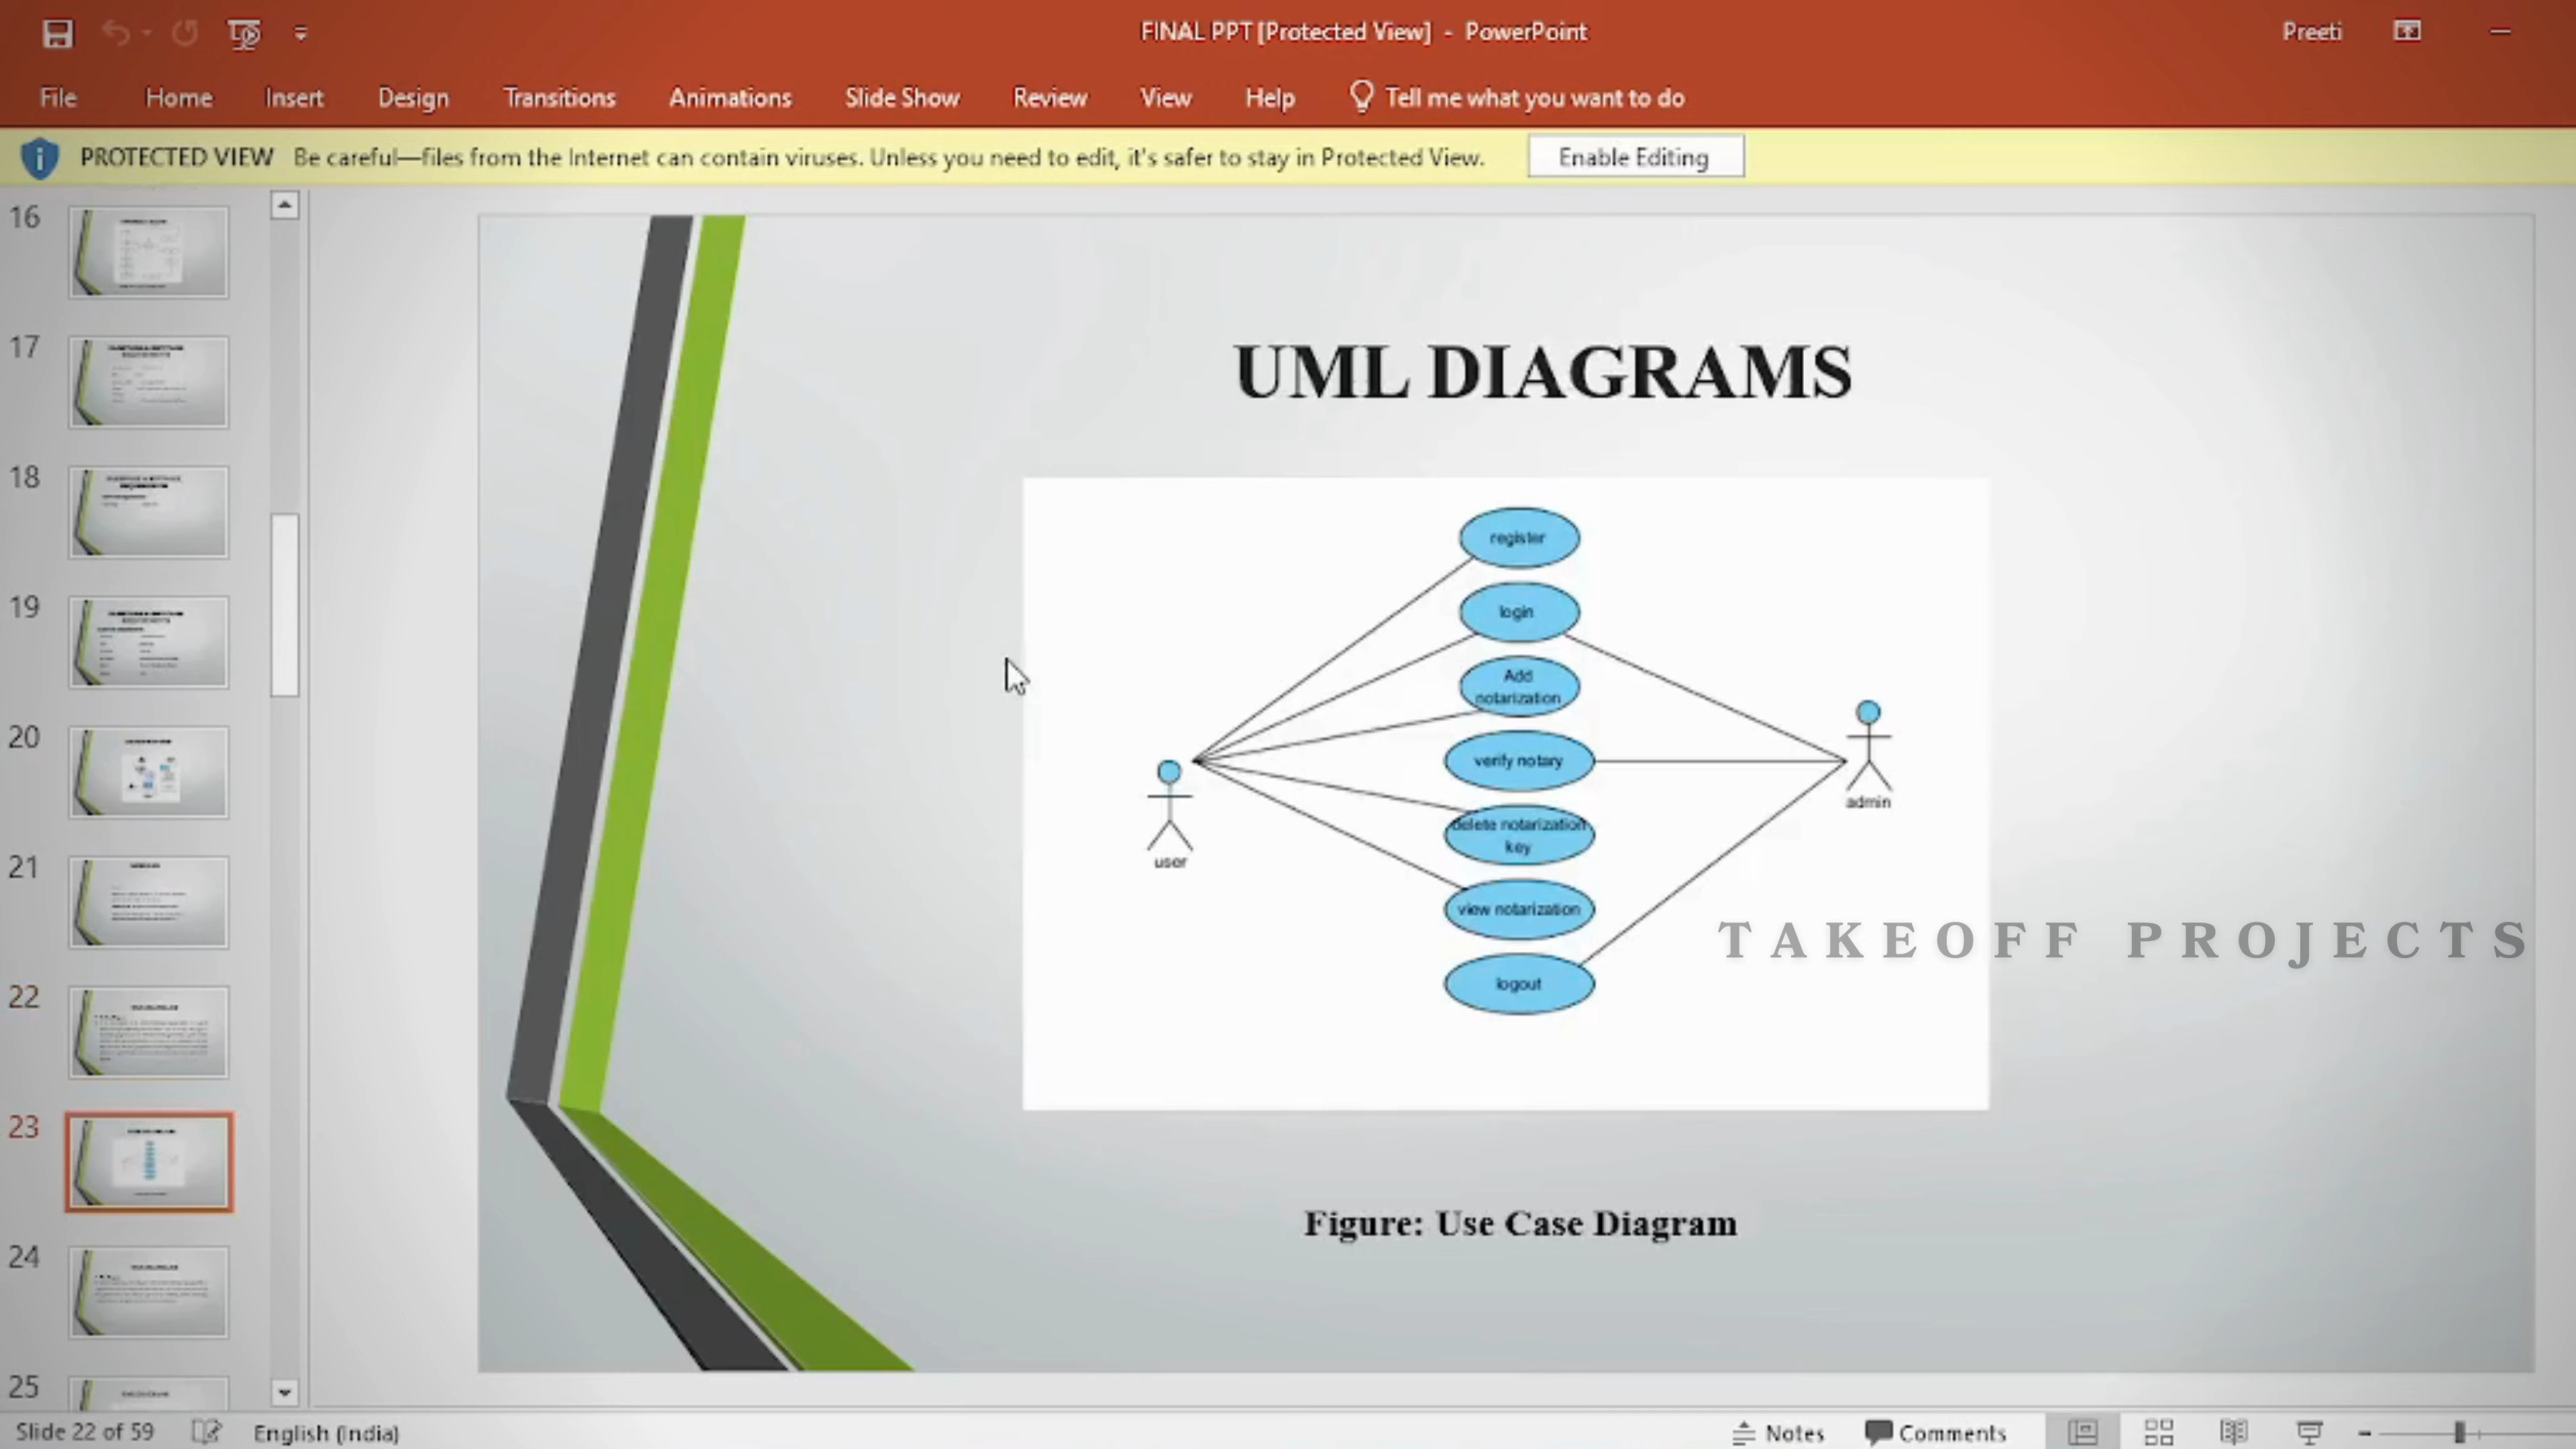 FINAL PPT [Protected View] - PowerPoint
Preeti
File Home Insert Design Transitions Animations Slide Show Review View Help Tell me what you want to do
PROTECTED VIEW Be careful—files from the Internet can contain viruses. Unless you need to edit, it's safer to stay in Protected View. Enable Editing
16
17
18
19
20
21
22
23
24
25
UML DIAGRAMS
register
login
Add
notarization
verify notary
delete notarization
key
view notarization
logout
user
admin
TAKEOFF PROJECTS
Figure: Use Case Diagram
Slide 22 of 59 English (India) Notes Comments